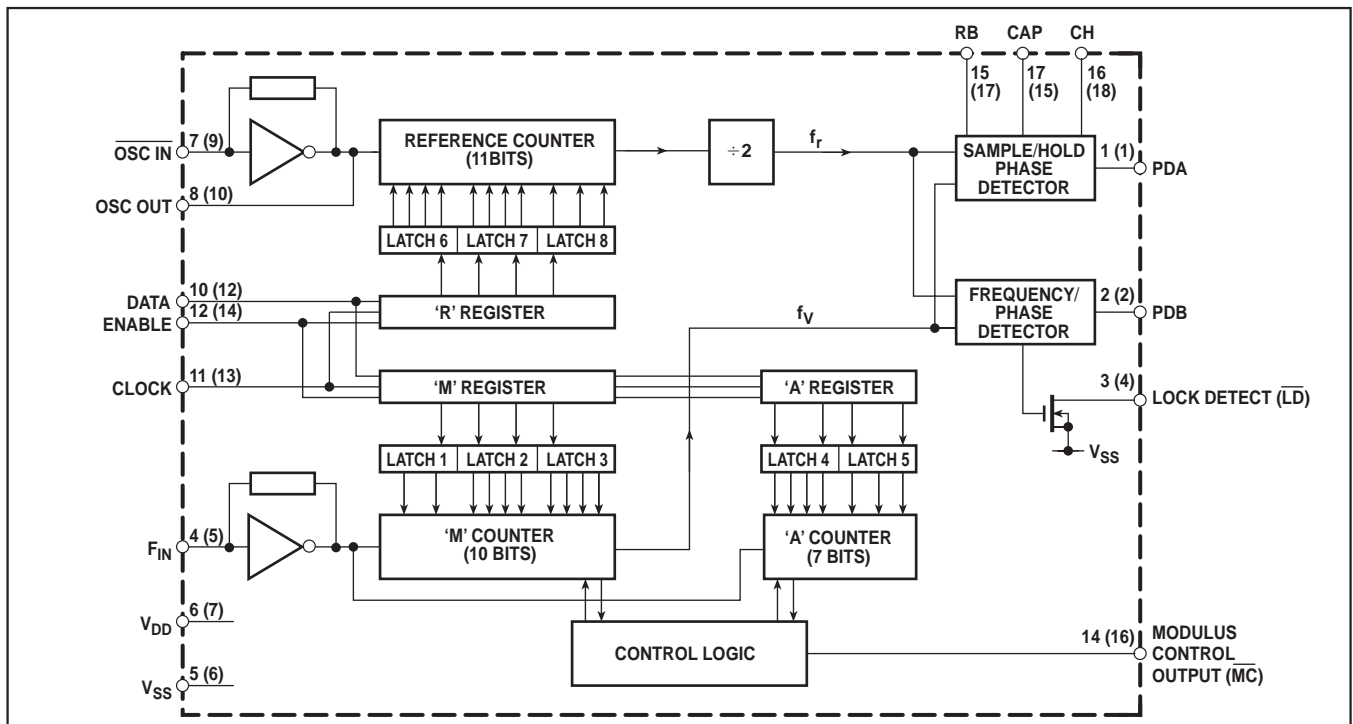 RB CAP CH
15 (17)
17 (15)
16 (18)
OSC IN
7 (9)
REFERENCE COUNTER
(11BITS)
÷2
fr
SAMPLE/HOLD
PHASE
DETECTOR
1 (1)
PDA
8 (10)
OSC OUT
LATCH 6 LATCH 7 LATCH 8
10 (12)
DATA
12 (14)
ENABLE
‘R’ REGISTER
fV
FREQUENCY/
PHASE
DETECTOR
2 (2)
PDB
11 (13)
CLOCK
‘M’ REGISTER
‘A’ REGISTER
3 (4)
LOCK DETECT (LD)
VSS
LATCH 1 LATCH 2 LATCH 3
LATCH 4 LATCH 5
4 (5)
FIN
‘M’ COUNTER
(10 BITS)
‘A’ COUNTER
(7 BITS)
6 (7)
VDD
CONTROL LOGIC
14 (16)
MODULUS
CONTROL
OUTPUT (MC)
5 (6)
VSS